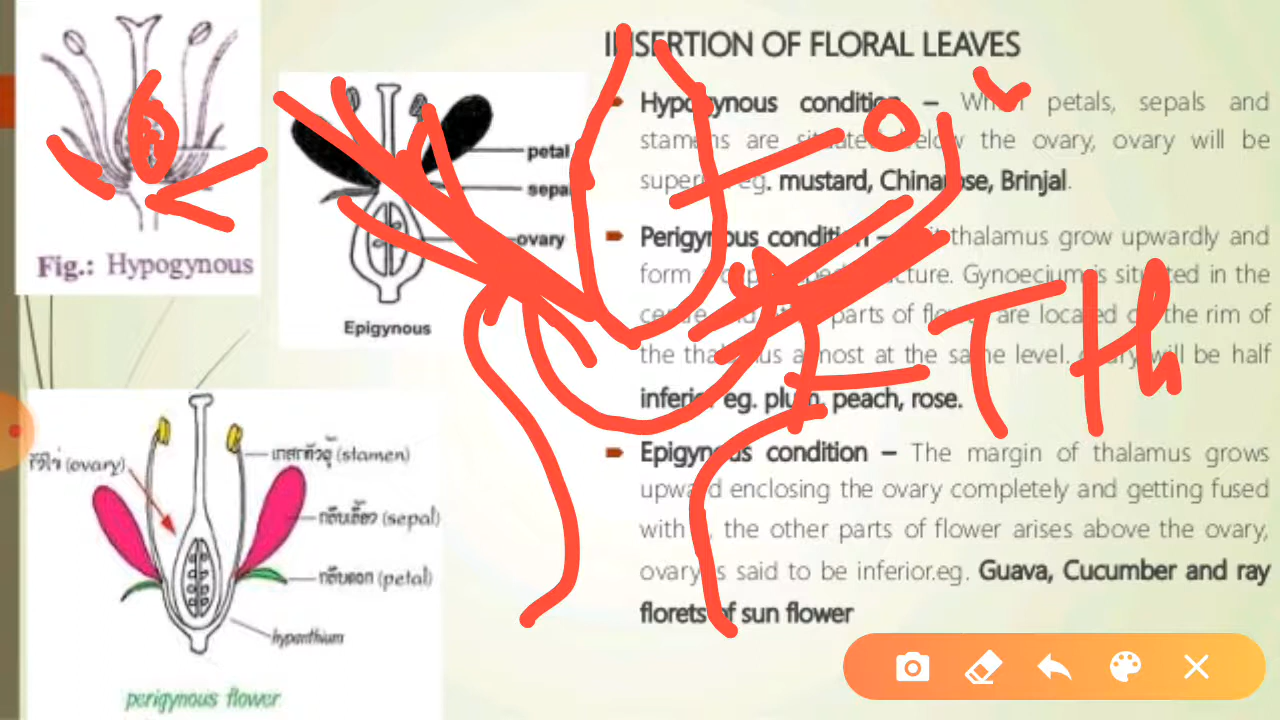 INSERTION OF FLORAL LEAVES
Hypogynous condition – When petals, sepals and
stamens are situated below the ovary, ovary will be
eg. mustard, Chinarose, Brinjal.
Perigynous condition – thalamus grow upwardly and
form structure. Gynoecium is situated in the
parts of flower are located on the rim of
the thalamus almost at the same level. ovary will be half
inferior eg. plum, peach, rose.
Epigynous condition – The margin of thalamus grows
upward enclosing the ovary completely and getting fused
with the other parts of flower arises above the ovary,
ovary is said to be inferior.eg. Guava, Cucumber and ray
florets of sun flower
Fig.: Hypogynous
petal
sepal
ovary
Epigynous
รังไข่ (ovary)
เกสรตัวผู้ (stamen)
กลีบเลี้ยง (sepal)
กลีบดอก (petal)
hypanthium
perigynous flower
O
Th